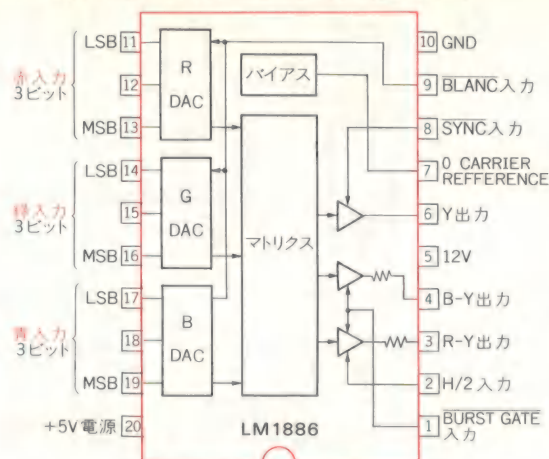 赤入力
3ビット
LSB 11
12
MSB 13
緑入力
3ビット
LSB 14
15
MSB 16
青入力
3ビット
LSB 17
18
MSB 19
+5V電源 20
R
DAC
G
DAC
B
DAC
バイアス
マトリクス
LM1886
10 GND
9 BLANC入力
8 SYNC入力
7 0 CARRIER
REFFERENCE
6 Y出力
5 12V
4 B-Y出力
3 R-Y出力
2 H/2入力
1 BURST GATE
入力